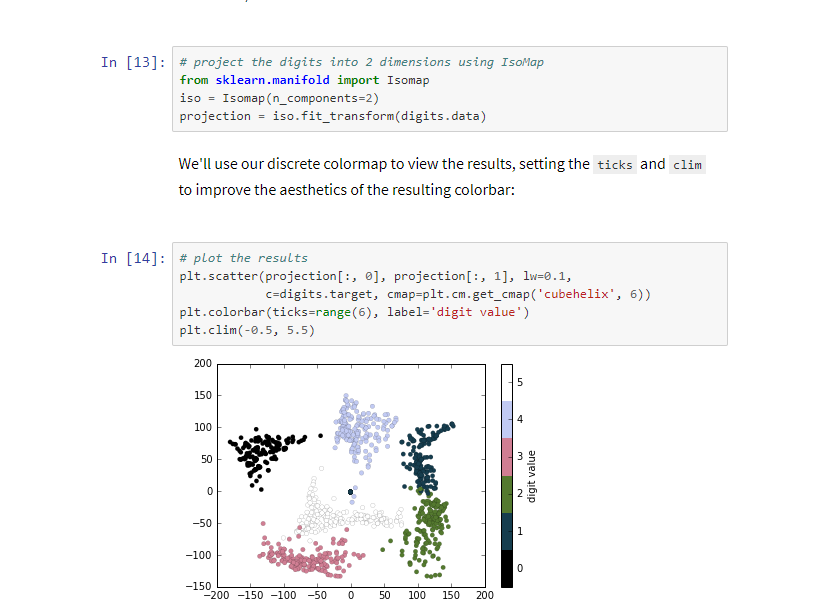 In [13]:
# project the digits into 2 dimensions using IsoMap
from sklearn.manifold import Isomap
iso = Isomap(n_components=2)
projection = iso.fit_transform(digits.data)
We'll use our discrete colormap to view the results, setting the ticks and clim
to improve the aesthetics of the resulting colorbar:
In [14]:
# plot the results
plt.scatter(projection[:, 0], projection[:, 1], lw=0.1,
c=digits.target, cmap=plt.cm.get_cmap('cubehelix', 6))
plt.colorbar(ticks=range(6), label='digit value')
plt.clim(-0.5, 5.5)
200
150
100
50
0
−50
−100
−150
−200 −150 −100 −50 0 50 100 150 200
5
4
3
2
1
0
digit value